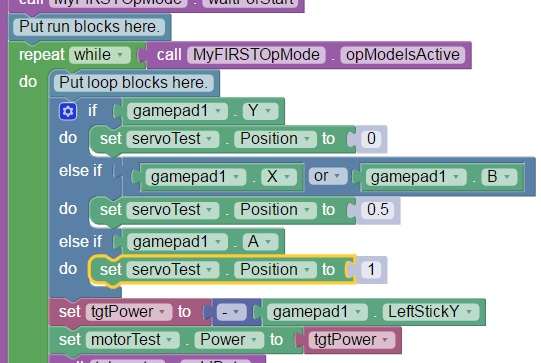 call MyFIRSTOpMode . waitForStart
Put run blocks here.
repeat while call MyFIRSTOpMode . opModeIsActive
do Put loop blocks here.
if gamepad1 . Y
do set servoTest . Position to 0
else if gamepad1 . X or gamepad1 . B
do set servoTest . Position to 0.5
else if gamepad1 . A
do set servoTest . Position to 1
set tgtPower to - gamepad1 . LeftStickY
set motorTest . Power to tgtPower